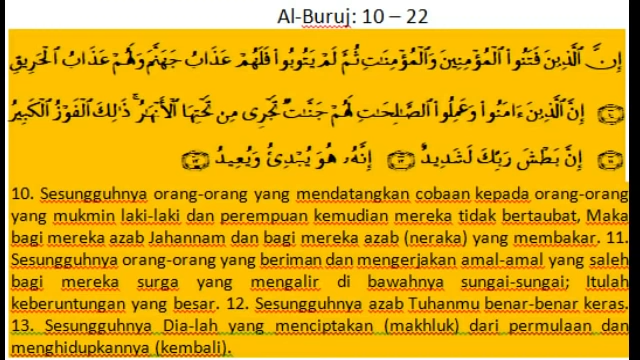 Al-Buruj: 10 – 22
إِنَّ ٱلَّذِينَ فَتَنُوا۟ ٱلْمُؤْمِنِينَ وَٱلْمُؤْمِنَٰتِ ثُمَّ لَمْ يَتُوبُوا۟ فَلَهُمْ عَذَابُ جَهَنَّمَ وَلَهُمْ عَذَابُ ٱلْحَرِيقِ
١٠ إِنَّ ٱلَّذِينَ ءَامَنُوا۟ وَعَمِلُوا۟ ٱلصَّٰلِحَٰتِ لَهُمْ جَنَّٰتٌ تَجْرِى مِن تَحْتِهَا ٱلْأَنْهَٰرُ ۚ ذَٰلِكَ ٱلْفَوْزُ ٱلْكَبِيرُ
١١ إِنَّ بَطْشَ رَبِّكَ لَشَدِيدٌ ١٢ إِنَّهُۥ هُوَ يُبْدِئُ وَيُعِيدُ ١٣
10. Sesungguhnya orang-orang yang mendatangkan cobaan kepada orang-orang
yang mukmin laki-laki dan perempuan kemudian mereka tidak bertaubat, Maka
bagi mereka azab Jahannam dan bagi mereka azab (neraka) yang membakar. 11.
Sesungguhnya orang-orang yang beriman dan mengerjakan amal-amal yang saleh
bagi mereka surga yang mengalir di bawahnya sungai-sungai; Itulah
keberuntungan yang besar. 12. Sesungguhnya azab Tuhanmu benar-benar keras.
13. Sesungguhnya Dia-lah yang menciptakan (makhluk) dari permulaan dan
menghidupkannya (kembali).